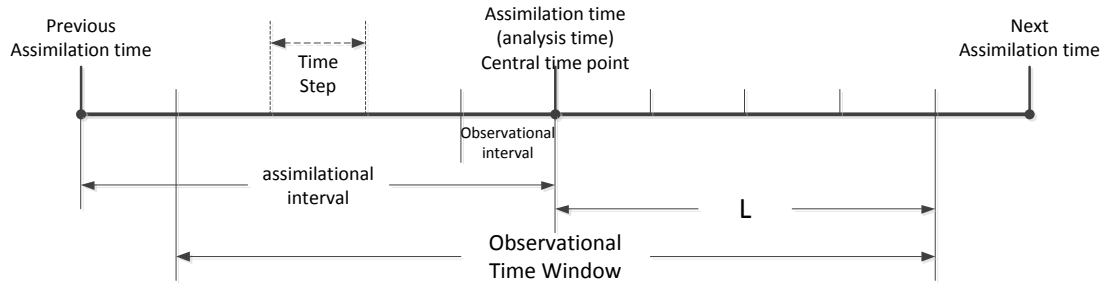 Previous
Assimilation time
Time
Step
Assimilation time
(analysis time)
Central time point
Next
Assimilation time
Observational
interval
assimilational
interval
L
Observational
Time Window